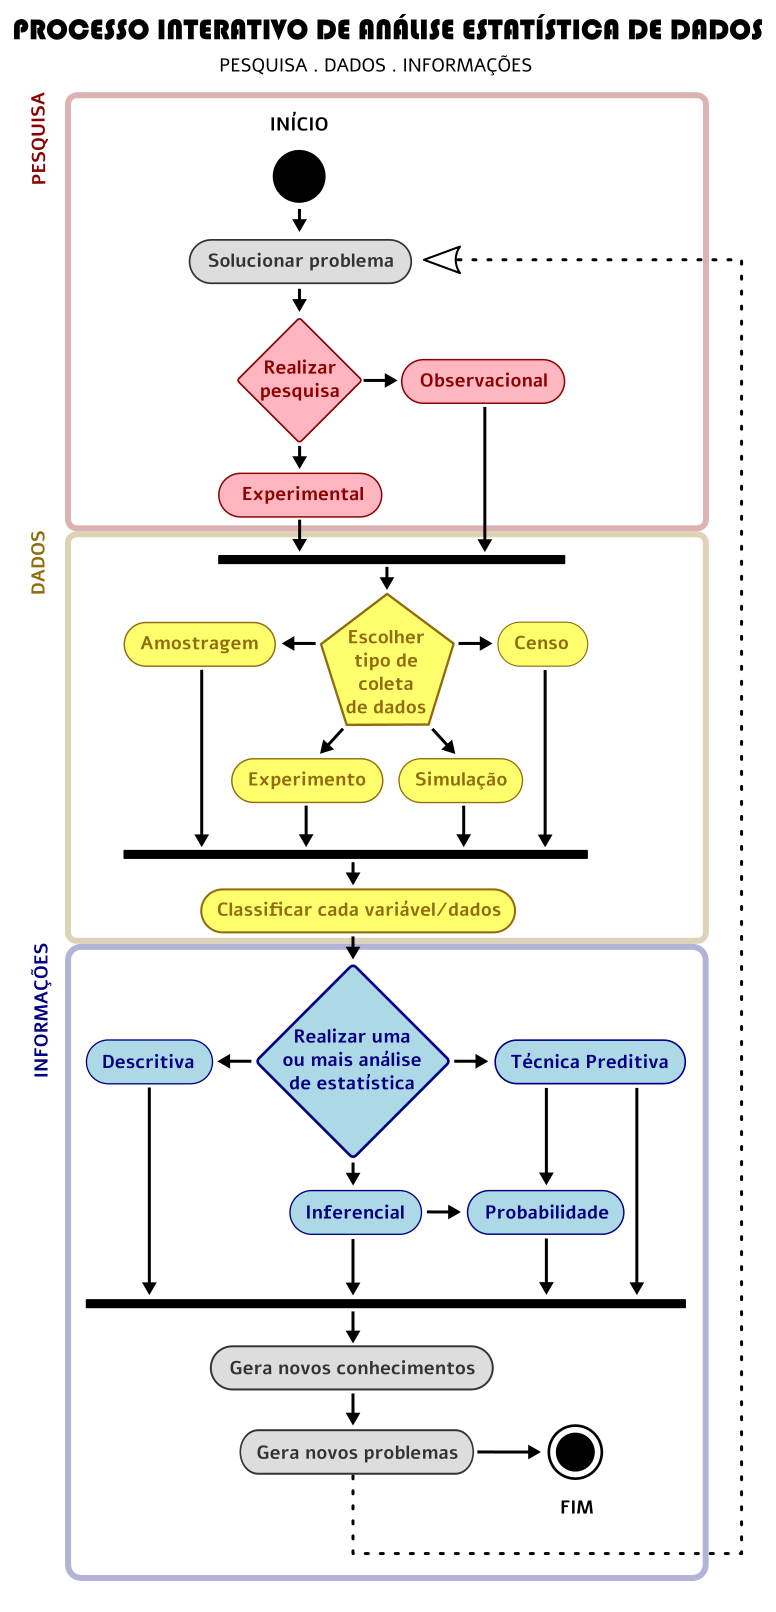 PROCESSO INTERATIVO DE ANÁLISE ESTATÍSTICA DE DADOS
PESQUISA . DADOS . INFORMAÇÕES
PESQUISA
INÍCIO
Solucionar problema
Realizar
pesquisa
Observacional
Experimental
DADOS
Escolher
tipo de
coleta
de dados
Amostragem
Censo
Experimento
Simulação
Classificar cada variável/dados
INFORMAÇÕES
Realizar uma
ou mais análise
de estatística
Descritiva
Técnica Preditiva
Inferencial
Probabilidade
Gera novos conhecimentos
Gera novos problemas
FIM